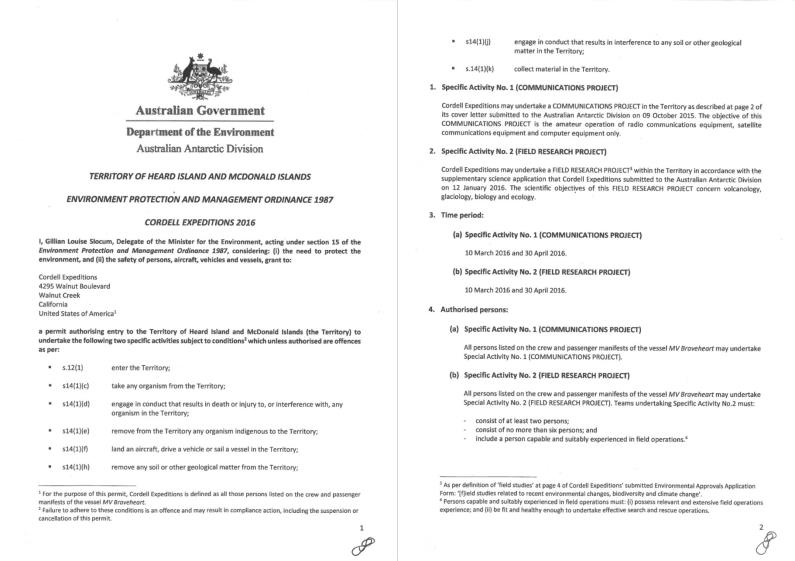 Australian Government
Department of the Environment
Australian Antarctic Division
TERRITORY OF HEARD ISLAND AND MCDONALD ISLANDS
ENVIRONMENT PROTECTION AND MANAGEMENT ORDINANCE 1987
CORDELL EXPEDITIONS 2016
I, Gillian Louise Slocum, Delegate of the Minister for the Environment, acting under section 15 of the
Environment Protection and Management Ordinance 1987, considering: (i) the need to protect the
environment, and (ii) the safety of persons, aircraft, vehicles and vessels, grant to:
Cordell Expeditions
4295 Walnut Boulevard
Walnut Creek
California
United States of America¹
a permit authorising entry to the Territory of Heard Island and McDonald Islands (the Territory) to
undertake the following two specific activities subject to conditions² which unless authorised are offences
as per:
• s.12(1) enter the Territory;
• s14(1)(c) take any organism from the Territory;
• s14(1)(d) engage in conduct that results in death or injury to, or interference with, any
organism in the Territory;
• s14(1)(e) remove from the Territory any organism indigenous to the Territory;
• s14(1)(f) land an aircraft, drive a vehicle or sail a vessel in the Territory;
• s14(1)(h) remove any soil or other geological matter from the Territory;
¹ For the purpose of this permit, Cordell Expeditions is defined as all those persons listed on the crew and passenger
manifests of the vessel MV Braveheart.
² Failure to adhere to these conditions is an offence and may result in compliance action, including the suspension or
cancellation of this permit.
1
• s14(1)(j) engage in conduct that results in interference to any soil or other geological
matter in the Territory;
• s.14(1)(k) collect material in the Territory.
1. Specific Activity No. 1 (COMMUNICATIONS PROJECT)
Cordell Expeditions may undertake a COMMUNICATIONS PROJECT in the Territory as described at page 2 of
its cover letter submitted to the Australian Antarctic Division on 09 October 2015. The objective of this
COMMUNICATIONS PROJECT is the amateur operation of radio communications equipment, satellite
communications equipment and computer equipment only.
2. Specific Activity No. 2 (FIELD RESEARCH PROJECT)
Cordell Expeditions may undertake a FIELD RESEARCH PROJECT³ within the Territory in accordance with the
supplementary science application that Cordell Expeditions submitted to the Australian Antarctic Division
on 12 January 2016. The scientific objectives of this FIELD RESEARCH PROJECT concern volcanology,
glaciology, biology and ecology.
3. Time period:
(a) Specific Activity No. 1 (COMMUNICATIONS PROJECT)
10 March 2016 and 30 April 2016.
(b) Specific Activity No. 2 (FIELD RESEARCH PROJECT)
10 March 2016 and 30 April 2016.
4. Authorised persons:
(a) Specific Activity No. 1 (COMMUNICATIONS PROJECT)
All persons listed on the crew and passenger manifests of the vessel MV Braveheart may undertake
Special Activity No. 1 (COMMUNICATIONS PROJECT).
(b) Specific Activity No. 2 (FIELD RESEARCH PROJECT)
All persons listed on the crew and passenger manifests of the vessel MV Braveheart may undertake
Special Activity No. 2 (FIELD RESEARCH PROJECT). Teams undertaking Specific Activity No.2 must:
- consist of at least two persons;
- consist of no more than six persons; and
- include a person capable and suitably experienced in field operations.⁴
³ As per definition of 'field studies' at page 4 of Cordell Expeditions' submitted Environmental Approvals Application
Form: '[f]ield studies related to recent environmental changes, biodiversity and climate change'.
⁴ Persons capable and suitably experienced in field operations must: (i) possess relevant and extensive field operations
experience; and (ii) be fit and healthy enough to undertake effective search and rescue operations.
2